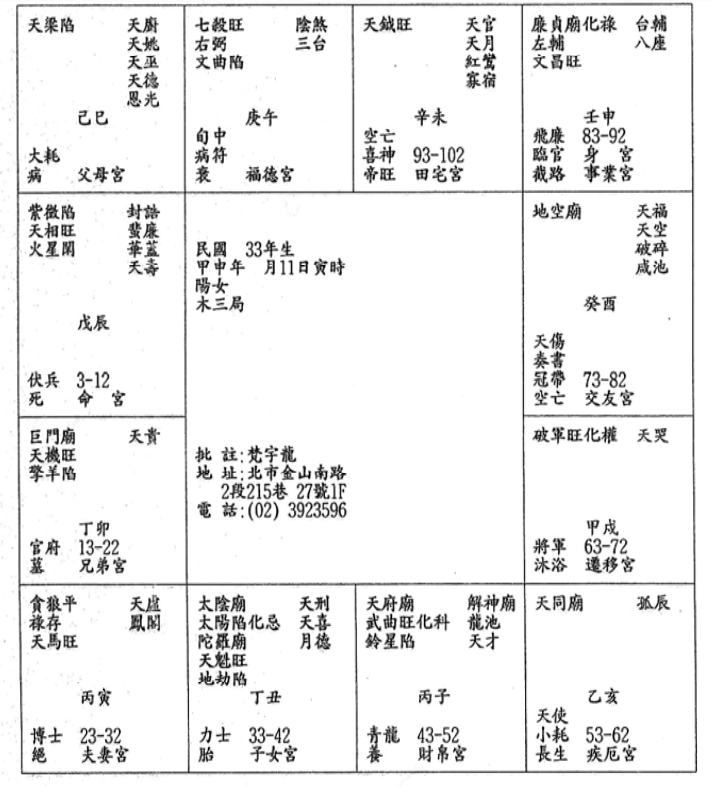 天梁陷 天廚
天姚
天巫
天德
恩光
己巳
大耗
病 父母宮
七殺旺 陰煞
右弼 三台
文曲陷
庚午
旬中
病符
衰 福德宮
天鉞旺 天官
天月
紅鸞
寡宿
辛未
空亡
喜神 93-102
帝旺 田宅宮
廉貞廟化祿 台輔
左輔 八座
文昌旺
壬申
飛廉 83-92
臨官 身 宮
截路 事業宮
紫微陷 封誥
天相旺 蜚廉
火星閑 華蓋
天壽
戊辰
伏兵 3-12
死 命 宮
民國 33年生
甲申年 月11日寅時
陽女
木三局
批 註:梵宇龍
地 址:北市金山南路
2段215巷 27號1F
電 話:(02) 3923596
地空廟 天福
天空
破碎
咸池
癸酉
天傷
奏書
冠帶 73-82
空亡 交友宮
巨門廟 天貴
天機旺
擎羊陷
丁卯
官府 13-22
墓 兄弟宮
破軍旺化權 天哭
甲戌
將軍 63-72
沐浴 遷移宮
貪狼平 天虛
祿存 鳳閣
天馬旺
丙寅
博士 23-32
絕 夫妻宮
太陰廟 天刑
太陽陷化忌 天喜
陀羅廟 月德
天魁旺
地劫陷
丁丑
力士 33-42
胎 子女宮
天府廟 解神廟
武曲旺化科 龍池
鈴星陷 天才
丙子
青龍 43-52
養 財帛宮
天同廟 孤辰
乙亥
天使
小耗 53-62
長生 疾厄宮